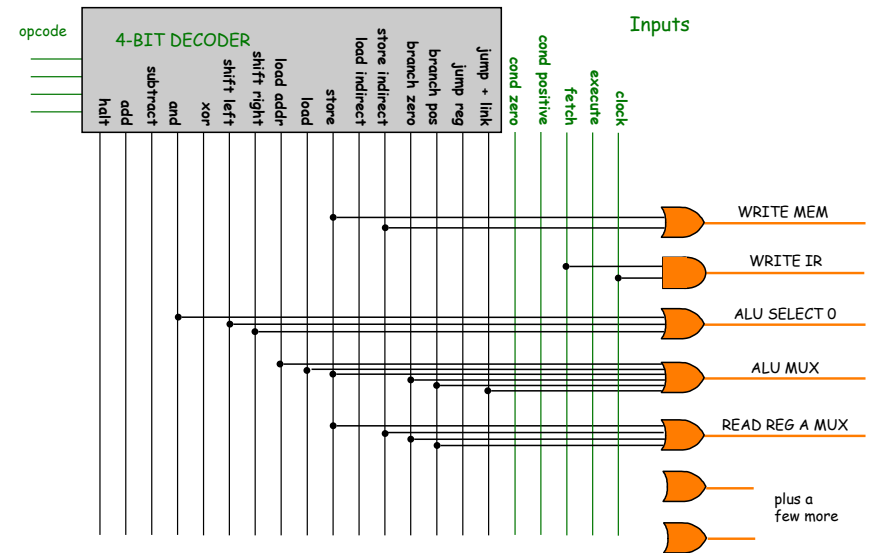 Inputs
opcode
4-BIT DECODER
halt
add
subtract
and
xor
shift left
shift right
load addr
load
store
load indirect
store indirect
branch zero
branch pos
jump reg
jump + link
cond zero
cond positive
fetch
execute
clock
WRITE MEM
WRITE IR
ALU SELECT 0
ALU MUX
READ REG A MUX
plus a
few more